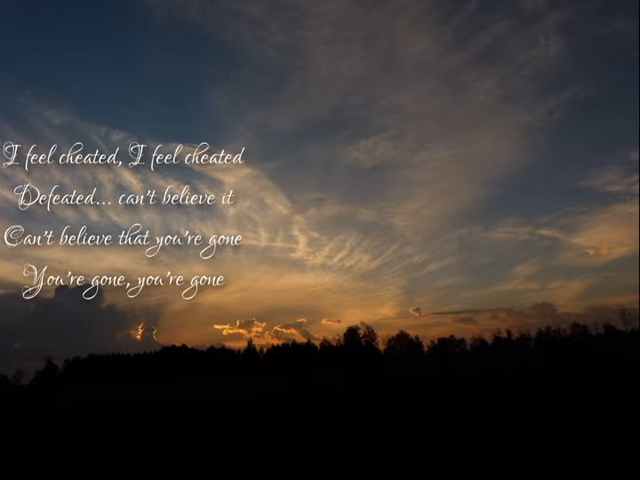 I feel cheated, I feel cheated
Defeated... can't believe it
Can't believe that you're gone
You're gone, you're gone